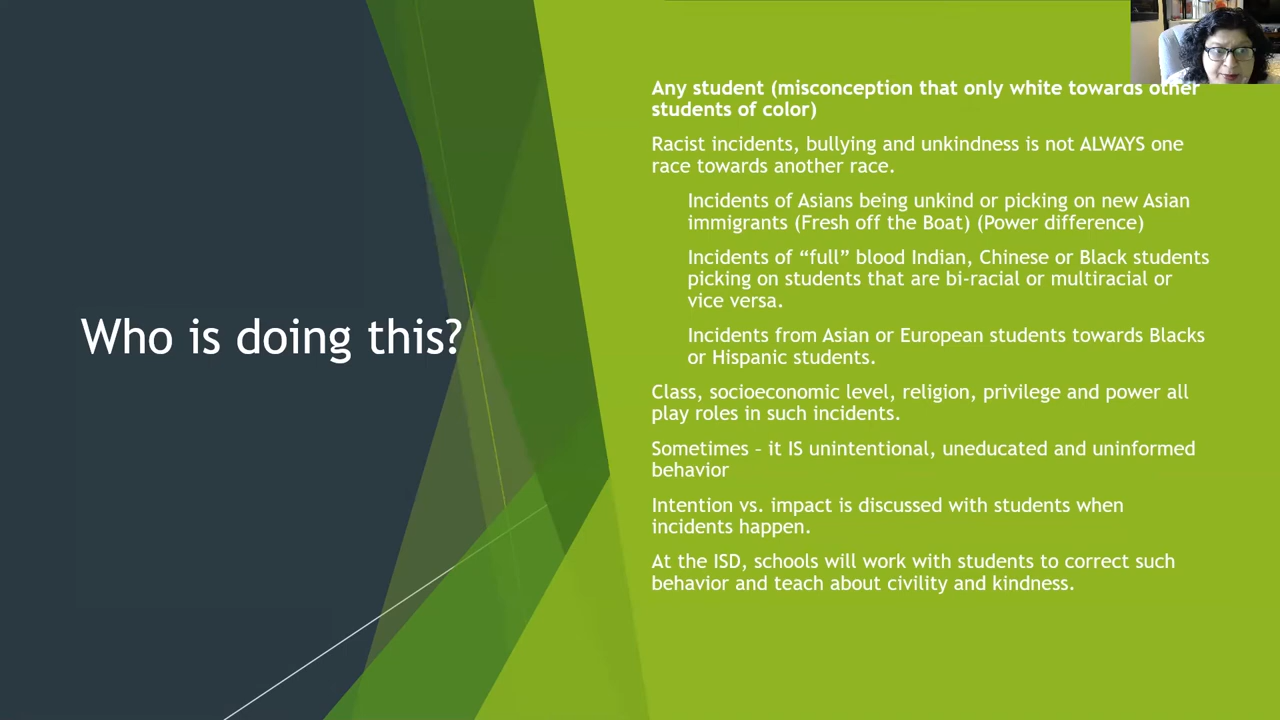 Who is doing this?
Any student (misconception that only white towards other
students of color)
Racist incidents, bullying and unkindness is not ALWAYS one
race towards another race.
Incidents of Asians being unkind or picking on new Asian
immigrants (Fresh off the Boat) (Power difference)
Incidents of “full” blood Indian, Chinese or Black students
picking on students that are bi-racial or multiracial or
vice versa.
Incidents from Asian or European students towards Blacks
or Hispanic students.
Class, socioeconomic level, religion, privilege and power all
play roles in such incidents.
Sometimes – it IS unintentional, uneducated and uninformed
behavior
Intention vs. impact is discussed with students when
incidents happen.
At the ISD, schools will work with students to correct such
behavior and teach about civility and kindness.